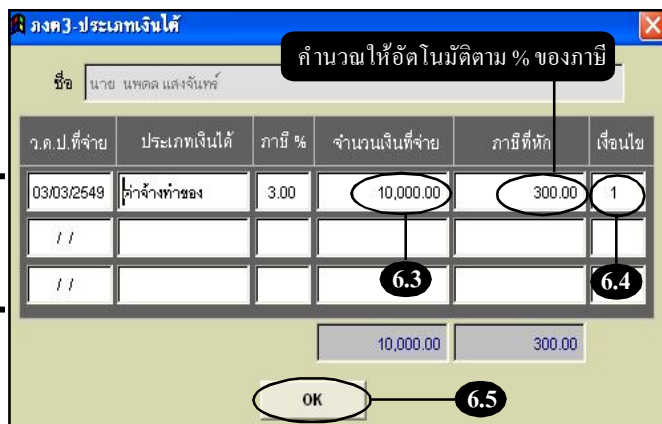 ภงค3-ประเภทเงินได้
คำนวณให้อัตโนมัติตาม % ของภาษี
ชื่อ นาย นพดล แสงจันทร์
ว.ด.ป.ที่จ่าย ประเภทเงินได้ ภาษี % จำนวนเงินที่จ่าย ภาษีที่หัก เงื่อนไข
03/03/2549 ค่าจ้างทำของ 3.00 10,000.00 300.00 1
/ /
6.3 6.4
/ /
10,000.00 300.00
OK 6.5